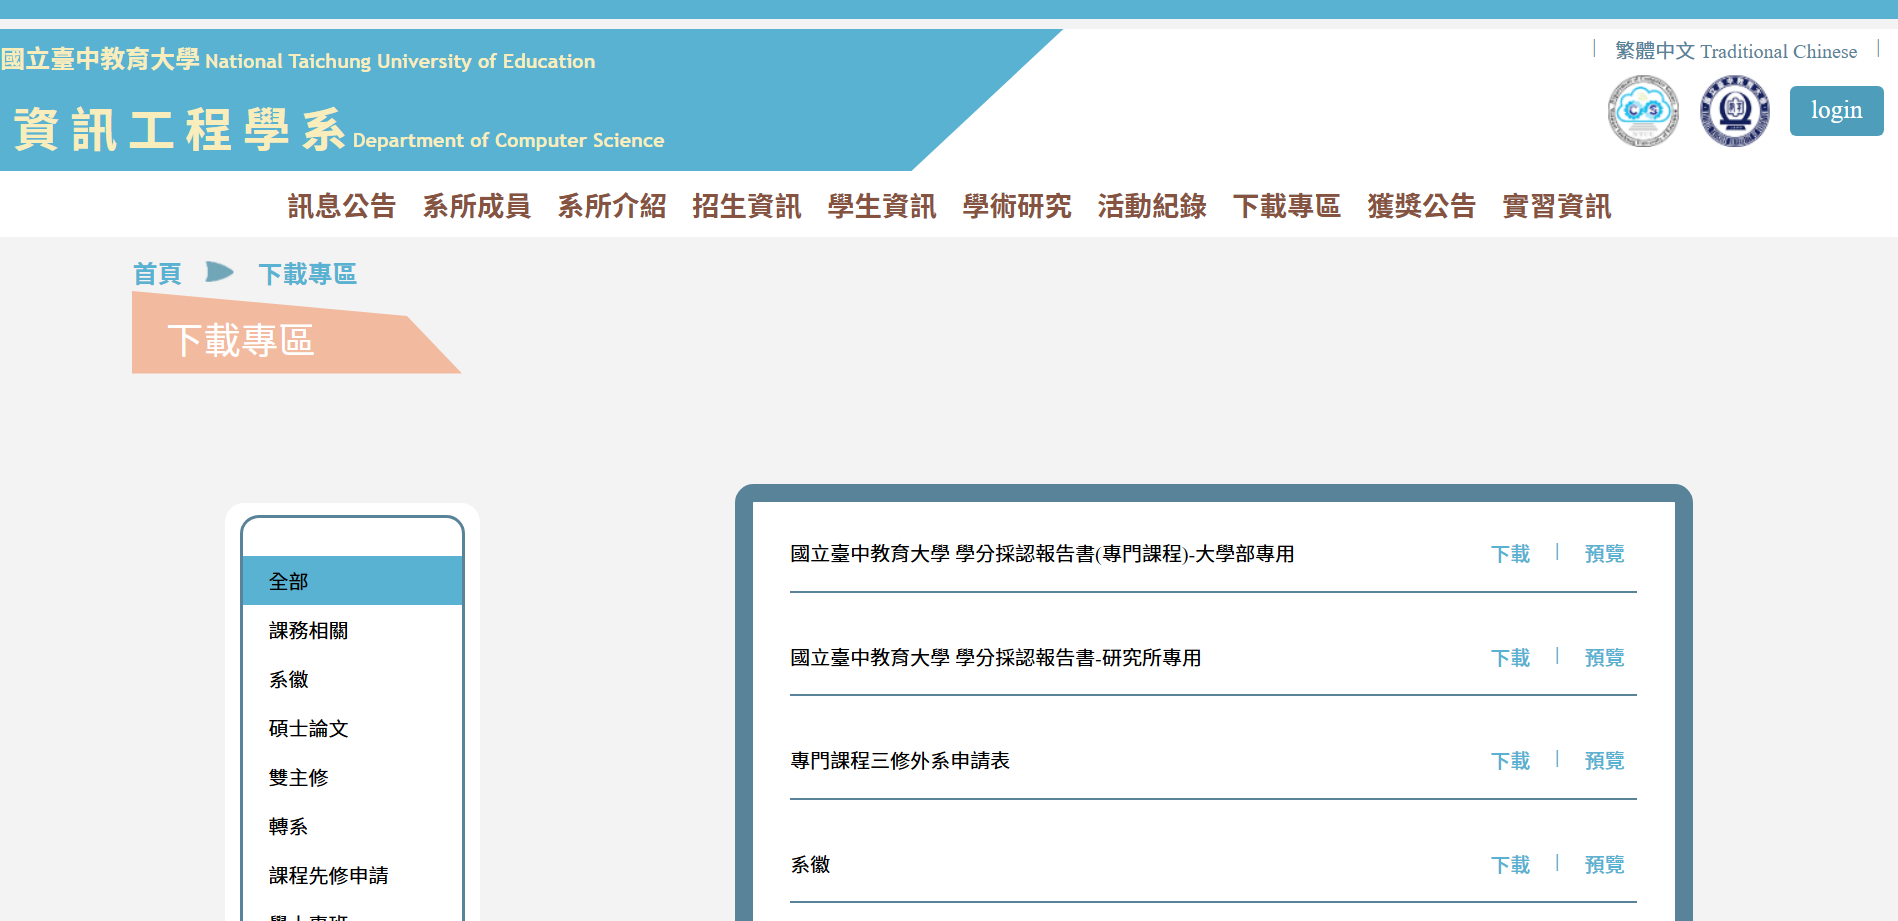 國立臺中教育大學 National Taichung University of Education
資訊工程學系 Department of Computer Science
繁體中文 Traditional Chinese
login
訊息公告 系所成員 系所介紹 招生資訊 學生資訊 學術研究 活動紀錄 下載專區 獲獎公告 實習資訊
首頁 下載專區
下載專區
全部
課務相關
系徽
碩士論文
雙主修
轉系
課程先修申請
國立臺中教育大學 學分採認報告書(專門課程)-大學部專用 下載 | 預覽
國立臺中教育大學 學分採認報告書-研究所專用 下載 | 預覽
專門課程三修外系申請表 下載 | 預覽
系徽 下載 | 預覽